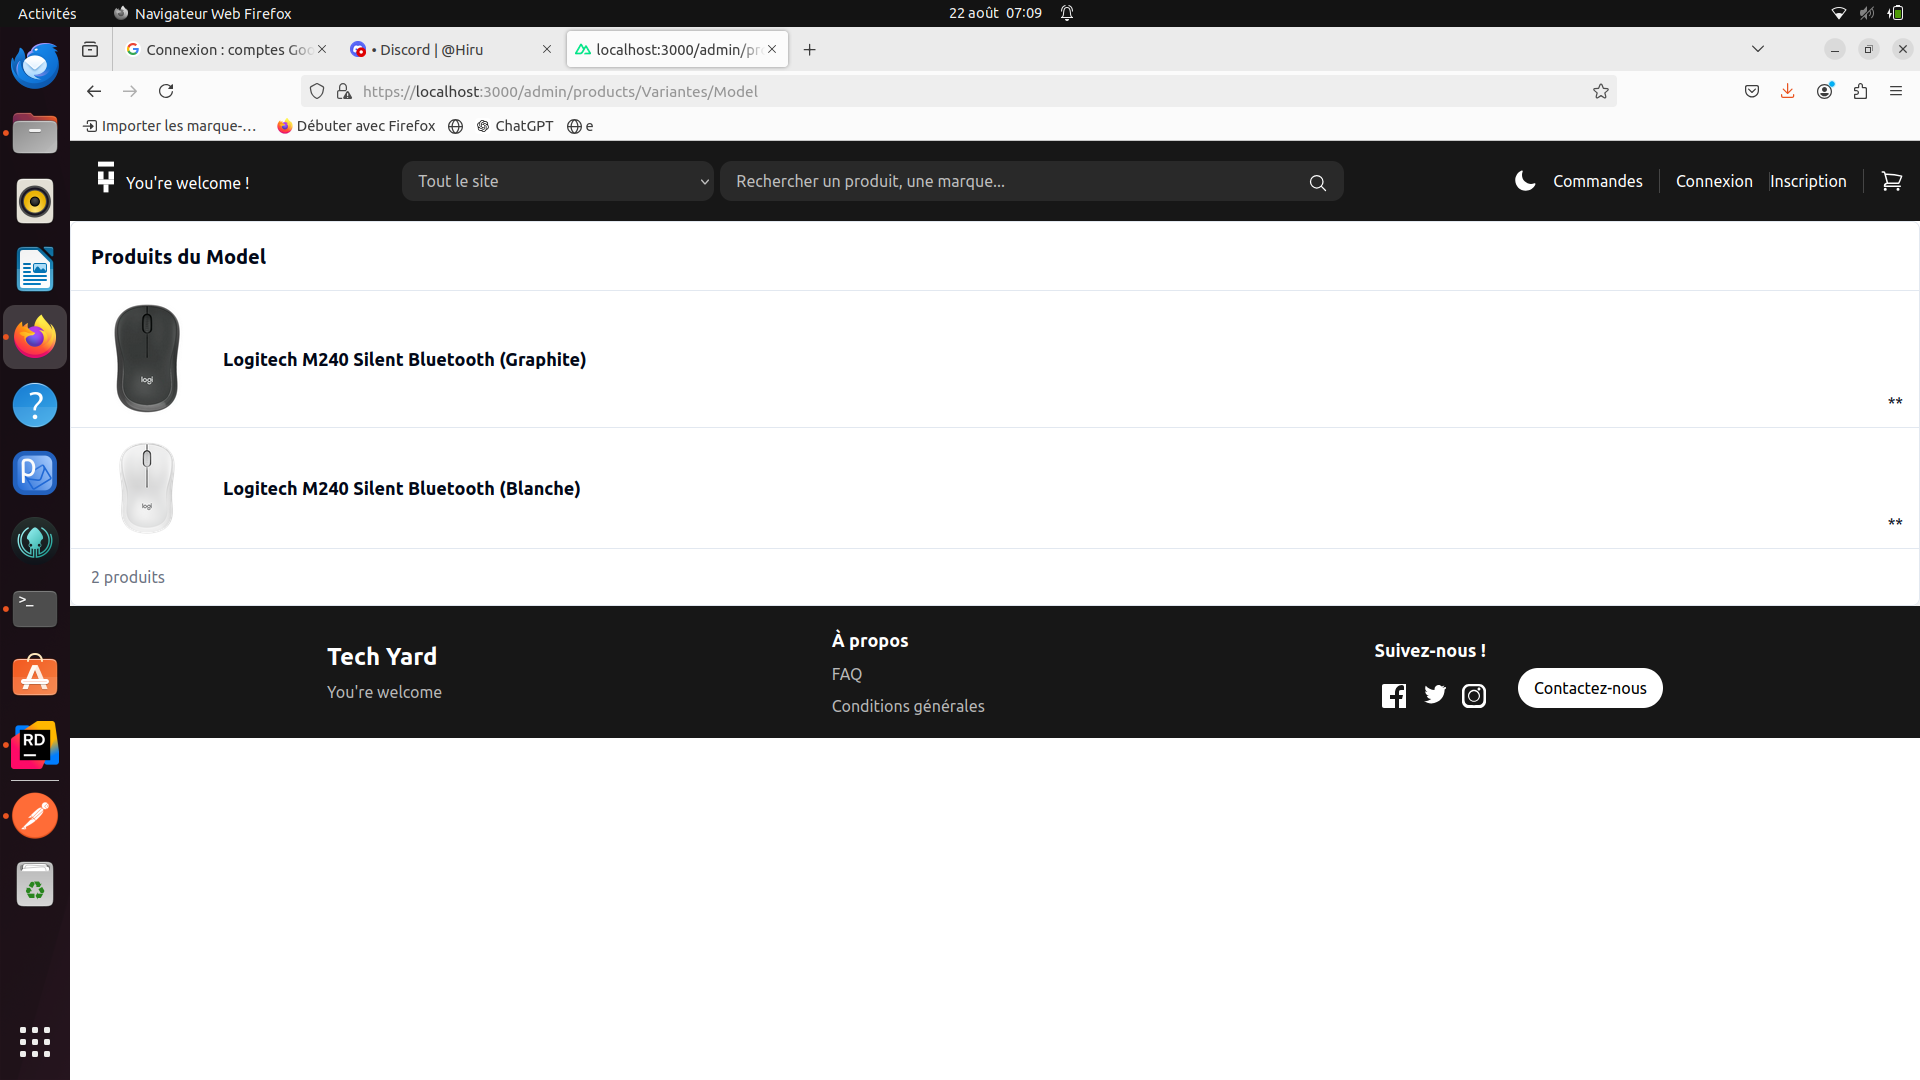 Activités
Navigateur Web Firefox
22 août 07:09
Connexion : comptes Goo
• Discord | @Hiru
localhost:3000/admin/pr
https://localhost:3000/admin/products/Variantes/Model
Importer les marque-…
Débuter avec Firefox
ChatGPT
e
You're welcome !
Tout le site
Rechercher un produit, une marque...
Commandes
Connexion
Inscription
Produits du Model
logi
Logitech M240 Silent Bluetooth (Graphite)
**
logi
Logitech M240 Silent Bluetooth (Blanche)
**
2 produits
Tech Yard
You're welcome
À propos
FAQ
Conditions générales
Suivez-nous !
Contactez-nous
?
P
>_
RD